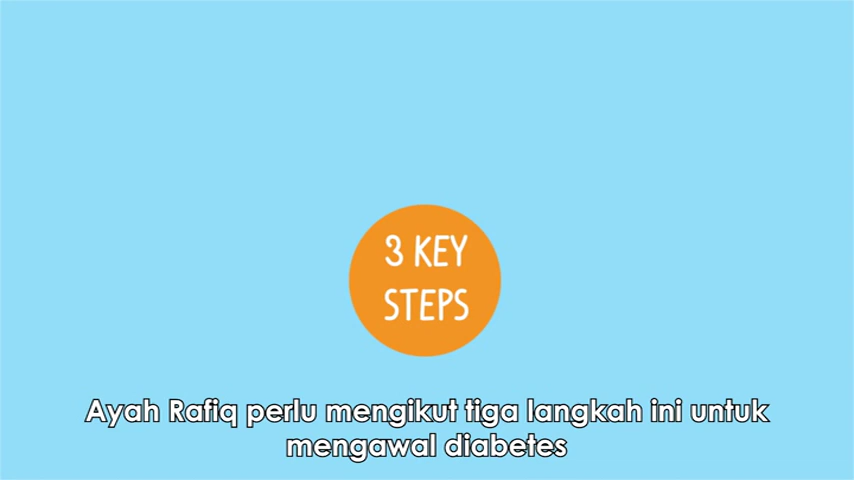 3 KEY
STEPS
Ayah Rafiq perlu mengikut tiga langkah ini untuk
mengawal diabetes